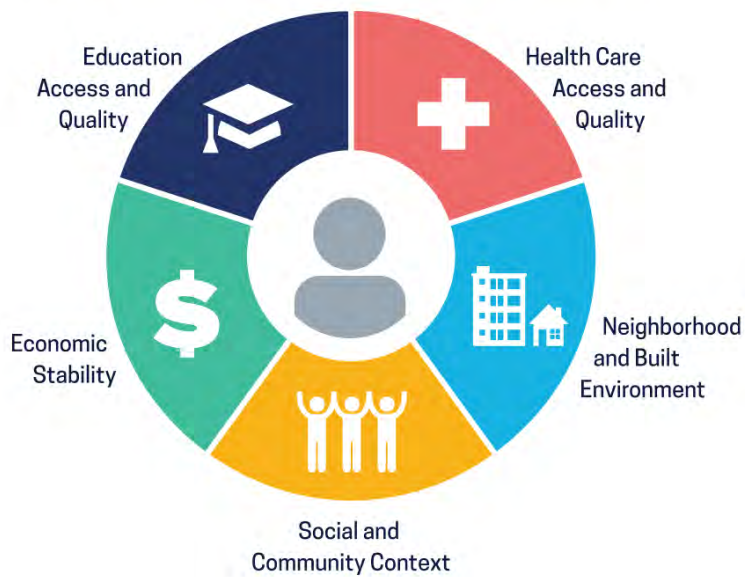 Education
Access and
Quality
Health Care
Access and
Quality
Economic
Stability
Neighborhood
and Built
Environment
Social and
Community Context